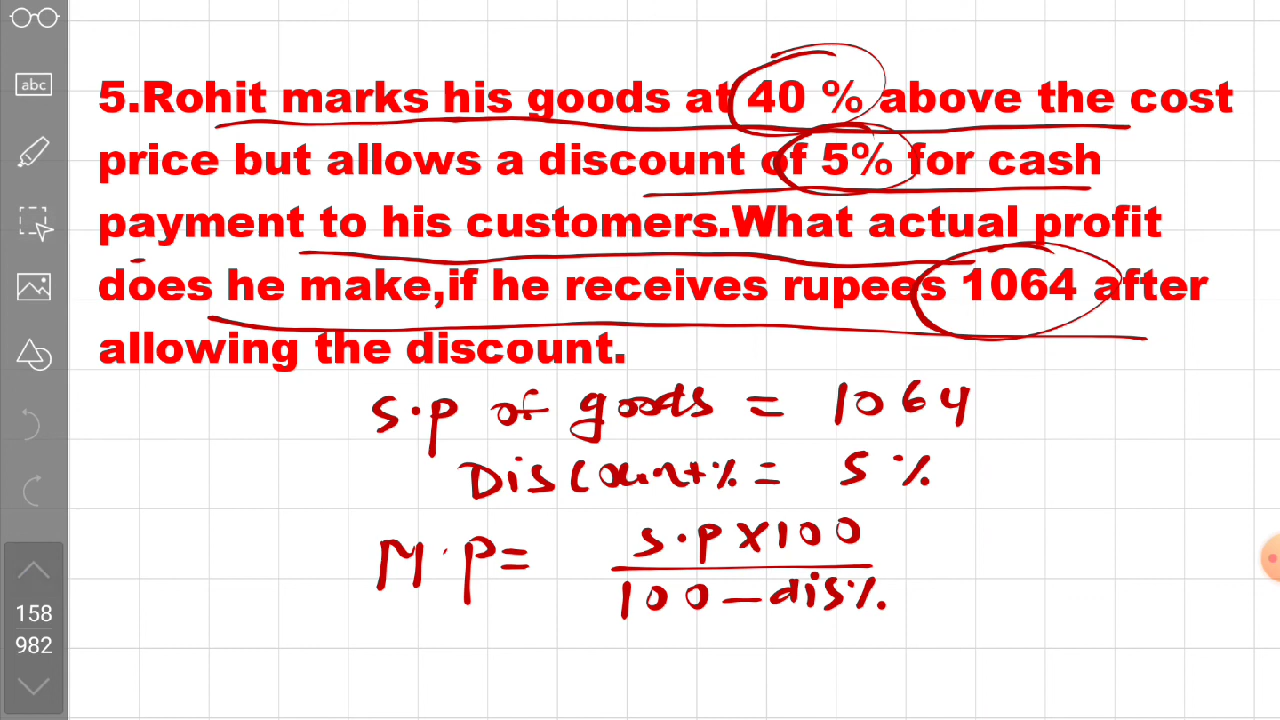 abc
5.Rohit marks his goods at 40 % above the cost
price but allows a discount of 5% for cash
payment to his customers.What actual profit
does he make,if he receives rupees 1064 after
allowing the discount.
S.p of goods = 1064
Discount% = 5 %
M.p= S.p x100
100-dis%.
158
982